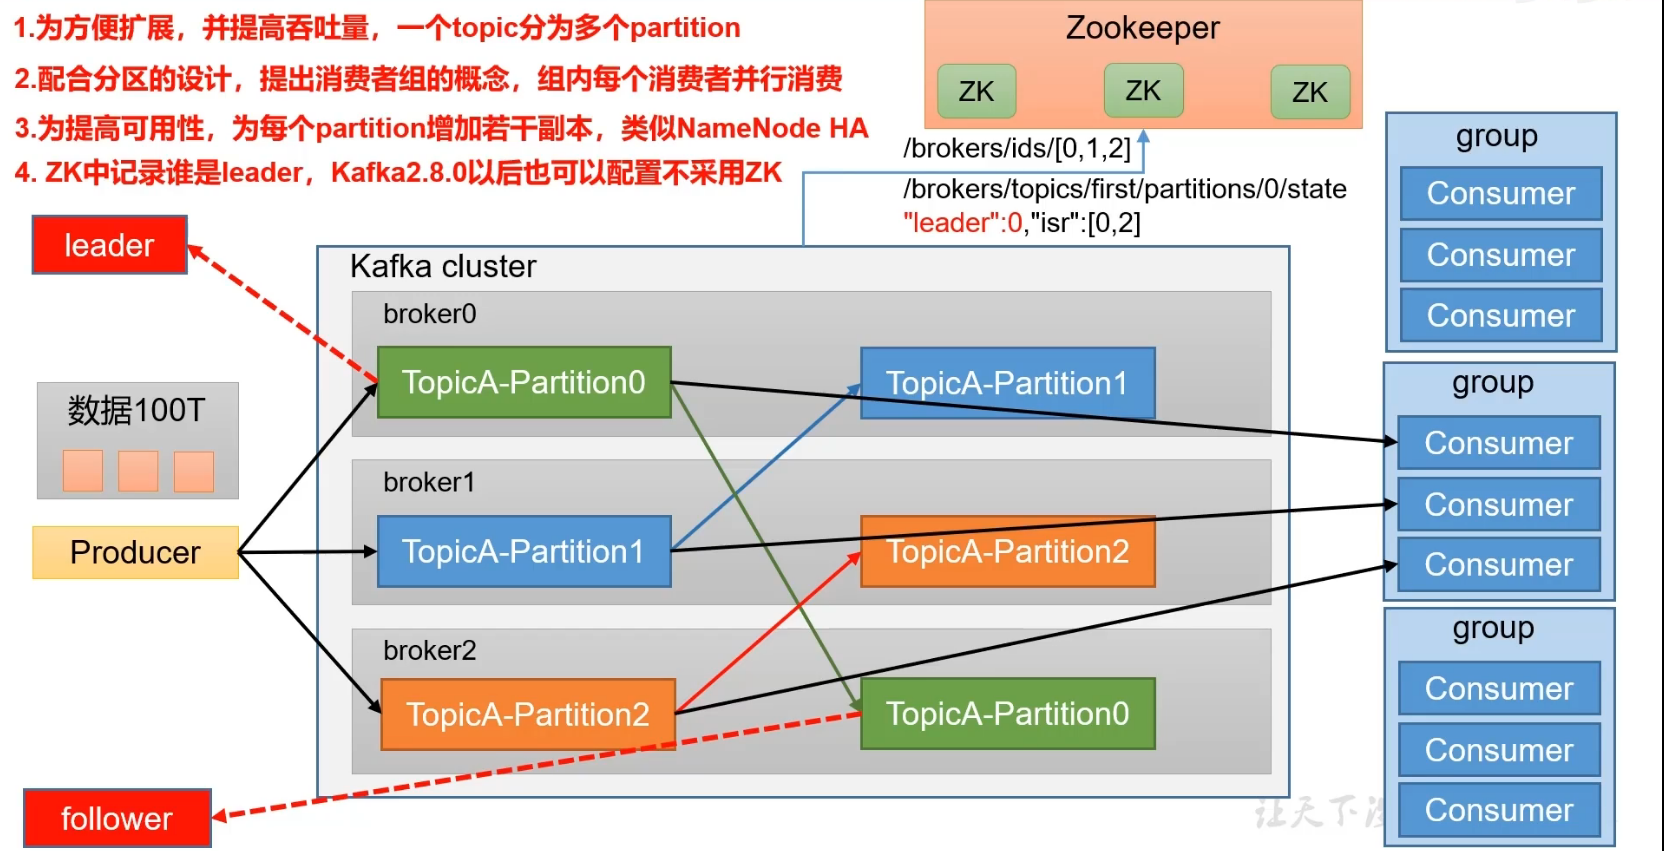 1.为方便扩展，并提高吞吐量，一个topic分为多个partition
2.配合分区的设计，提出消费者组的概念，组内每个消费者并行消费
3.为提高可用性，为每个partition增加若干副本，类似NameNode HA
4. ZK中记录谁是leader，Kafka2.8.0以后也可以配置不采用ZK
Zookeeper
ZK
ZK
ZK
/brokers/ids/[0,1,2]
/brokers/topics/first/partitions/0/state
"leader":0,"isr":[0,2]
leader
数据100T
Producer
follower
Kafka cluster
broker0
TopicA-Partition0
TopicA-Partition1
broker1
TopicA-Partition1
TopicA-Partition2
broker2
TopicA-Partition2
TopicA-Partition0
group
Consumer
Consumer
Consumer
group
Consumer
Consumer
Consumer
group
Consumer
Consumer
Consumer
让天下